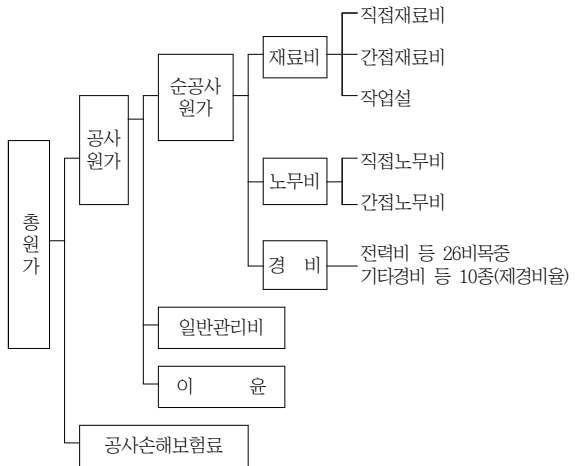 총
원
가
공사
원가
순공사
원가
재료비
직접재료비
간접재료비
작업설
노무비
직접노무비
간접노무비
경 비
전력비 등 26비목중
기타경비 등 10종(제경비율)
일반관리비
이 윤
공사손해보험료